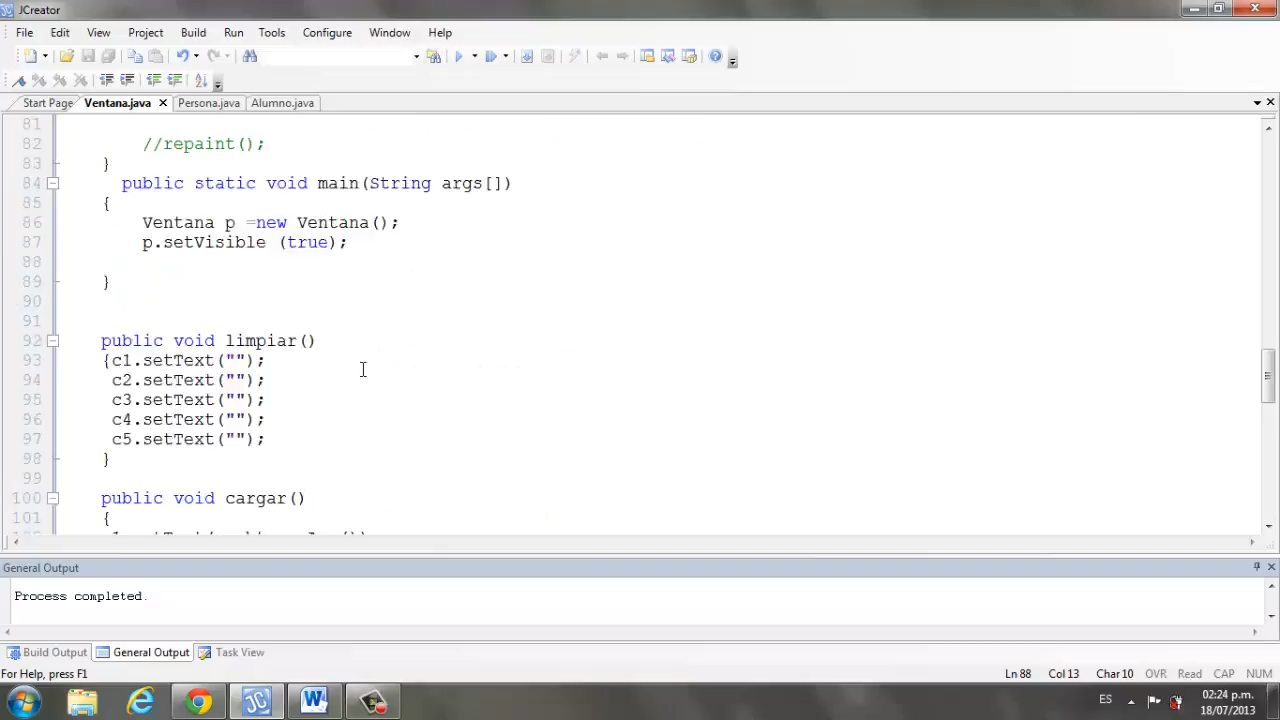 JCreator
File Edit View Project Build Run Tools Configure Window Help
Start Page Ventana.java Persona.java Alumno.java
81
82 //repaint();
83 }
84 public static void main(String args[])
85 {
86 Ventana p =new Ventana();
87 p.setVisible (true);
88
89 }
90
91
92 public void limpiar()
93 {c1.setText("");
94 c2.setText("");
95 c3.setText("");
96 c4.setText("");
97 c5.setText("");
98 }
99
100 public void cargar()
101 {
General Output
Process completed.
Build Output General Output Task View
For Help, press F1 Ln 88 Col 13 Char 10 OVR Read CAP NUM
ES 02:24 p.m.
18/07/2013